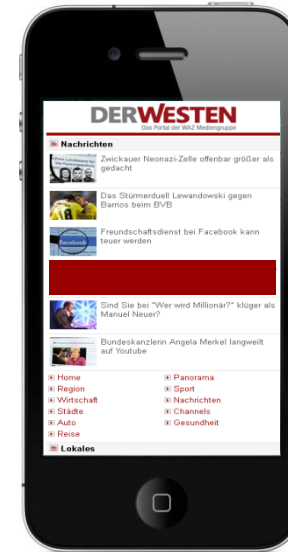 DERWESTEN
Das Portal der WAZ Mediengruppe
Nachrichten
Zwickauer Neonazi-Zelle offenbar größer als
gedacht
Das Stürmerduell Lewandowski gegen
Barrios beim BVB
Freundschaftsdienst bei Facebook kann
teuer werden
facebook
Sind Sie bei "Wer wird Millionär?" klüger als
Manuel Neuer?
Bundeskanzlerin Angela Merkel langweilt
auf Youtube
Home
Region
Wirtschaft
Städte
Auto
Reise
Panorama
Sport
Nachrichten
Channels
Gesundheit
Lokales